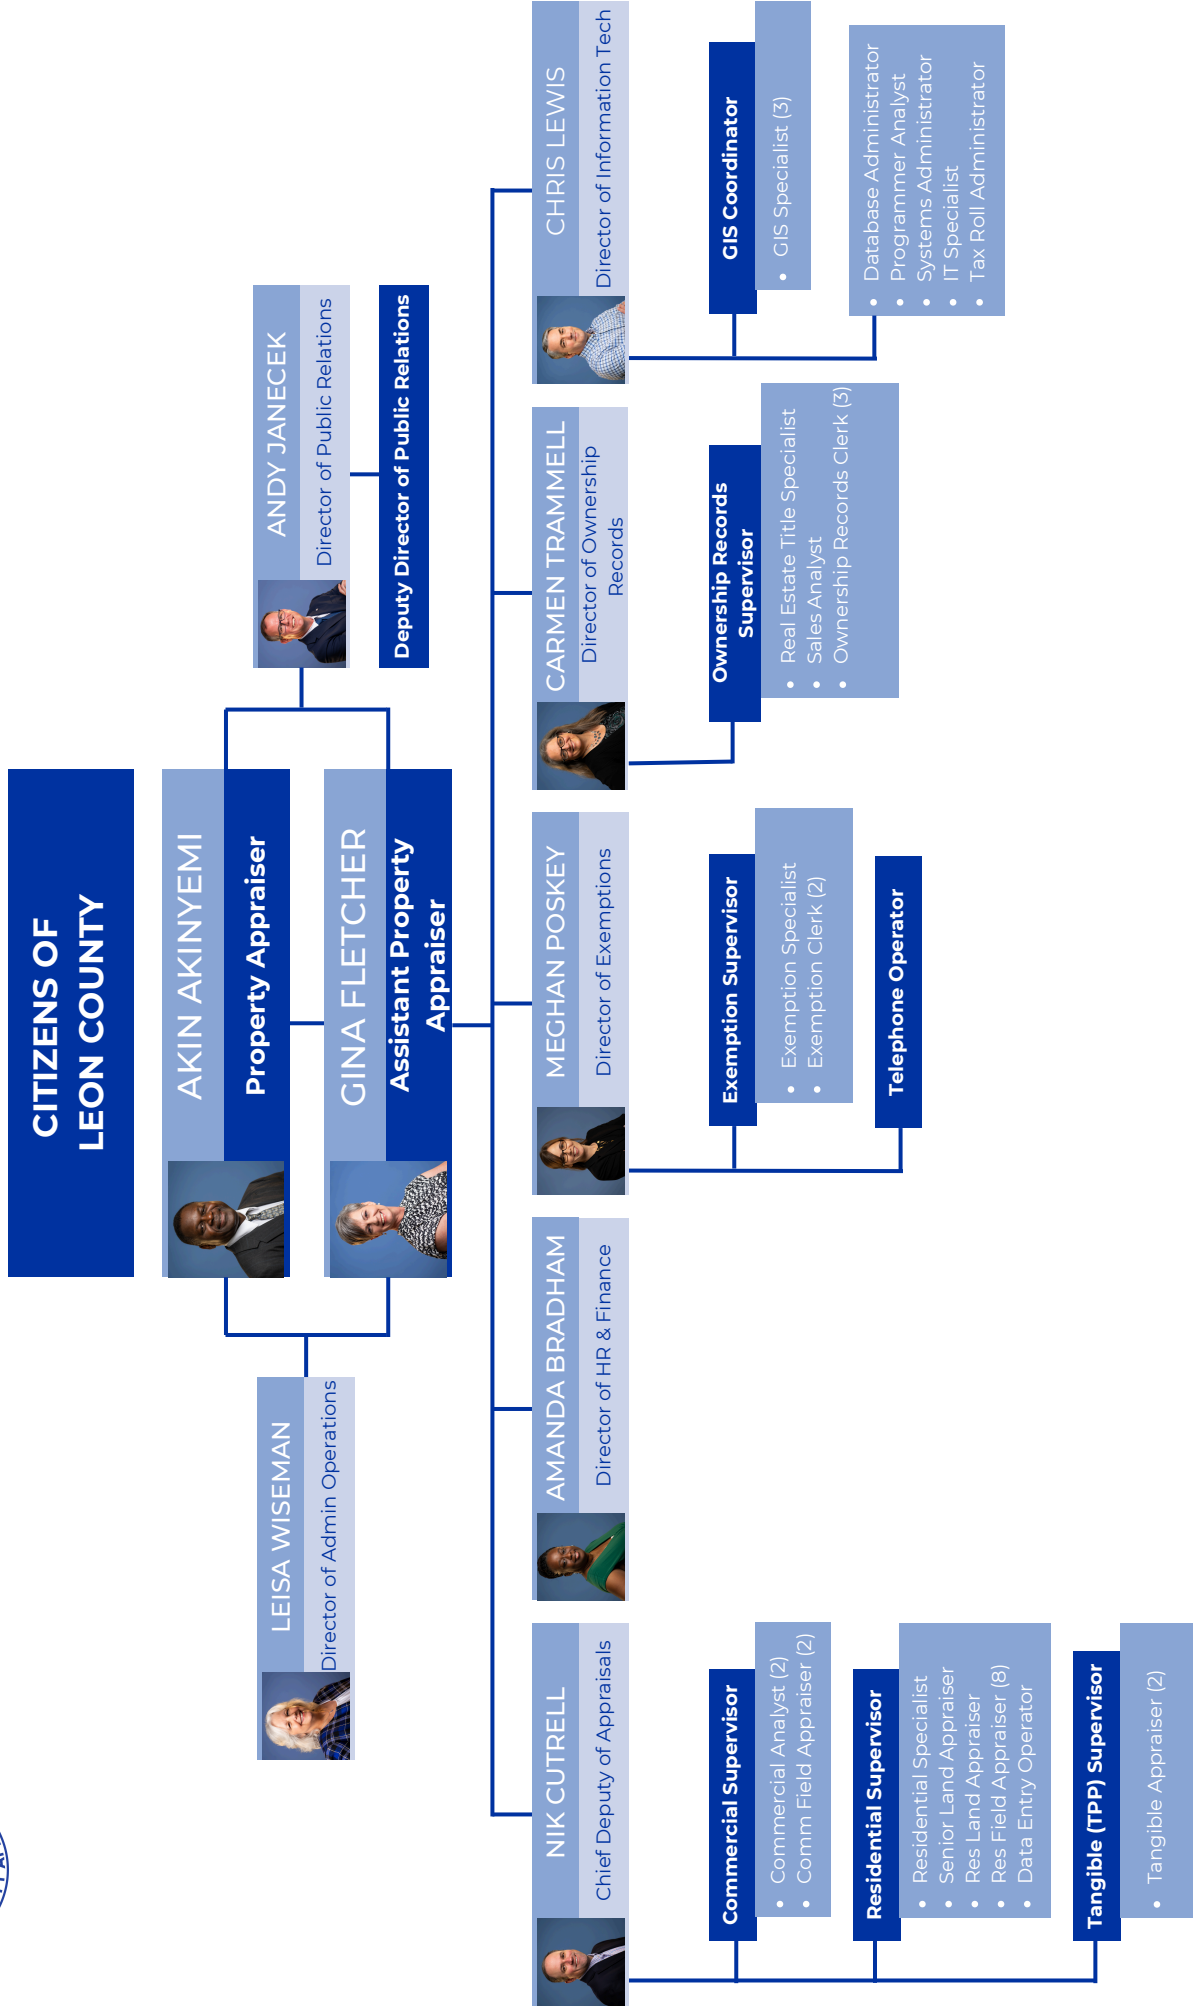 CITIZENS OF
LEON COUNTY
AKIN AKINYEMI
Property Appraiser
GINA FLETCHER
Assistant Property
Appraiser
LEISA WISEMAN
Director of Admin Operations
ANDY JANECEK
Director of Public Relations
Deputy Director of Public Relations
NIK CUTRELL
Chief Deputy of Appraisals
Commercial Supervisor
• Commercial Analyst (2)
• Comm Field Appraiser (2)
Residential Supervisor
• Residential Specialist
• Senior Land Appraiser
• Res Land Appraiser
• Res Field Appraiser (8)
• Data Entry Operator
Tangible (TPP) Supervisor
• Tangible Appraiser (2)
AMANDA BRADHAM
Director of HR & Finance
MEGHAN POSKEY
Director of Exemptions
Exemption Supervisor
• Exemption Specialist
• Exemption Clerk (2)
Telephone Operator
CARMEN TRAMMELL
Director of Ownership
Records
Ownership Records
Supervisor
• Real Estate Title Specialist
• Sales Analyst
• Ownership Records Clerk (3)
CHRIS LEWIS
Director of Information Tech
GIS Coordinator
• GIS Specialist (3)
• Database Administrator
• Programmer Analyst
• Systems Administrator
• IT Specialist
• Tax Roll Administrator